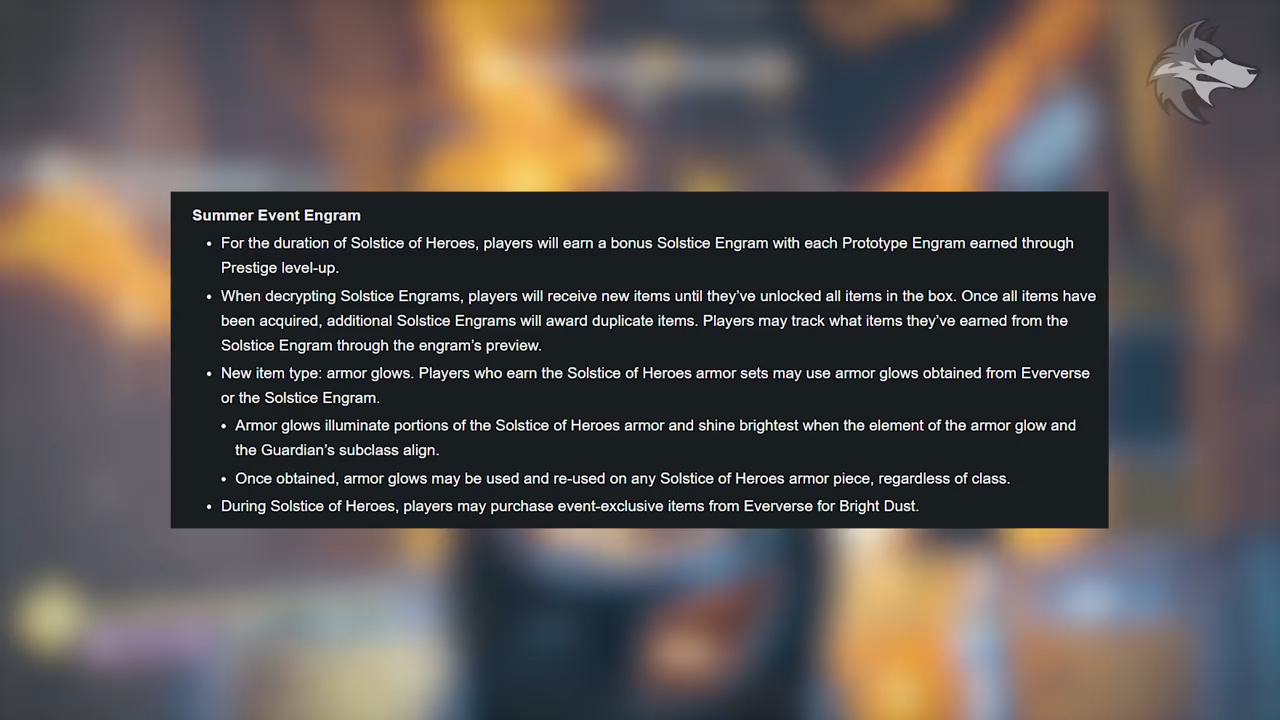 Summer Event Engram
• For the duration of Solstice of Heroes, players will earn a bonus Solstice Engram with each Prototype Engram earned through
Prestige level-up.
• When decrypting Solstice Engrams, players will receive new items until they’ve unlocked all items in the box. Once all items have
been acquired, additional Solstice Engrams will award duplicate items. Players may track what items they’ve earned from the
Solstice Engram through the engram’s preview.
• New item type: armor glows. Players who earn the Solstice of Heroes armor sets may use armor glows obtained from Eververse
or the Solstice Engram.
• Armor glows illuminate portions of the Solstice of Heroes armor and shine brightest when the element of the armor glow and
the Guardian’s subclass align.
• Once obtained, armor glows may be used and re-used on any Solstice of Heroes armor piece, regardless of class.
• During Solstice of Heroes, players may purchase event-exclusive items from Eververse for Bright Dust.